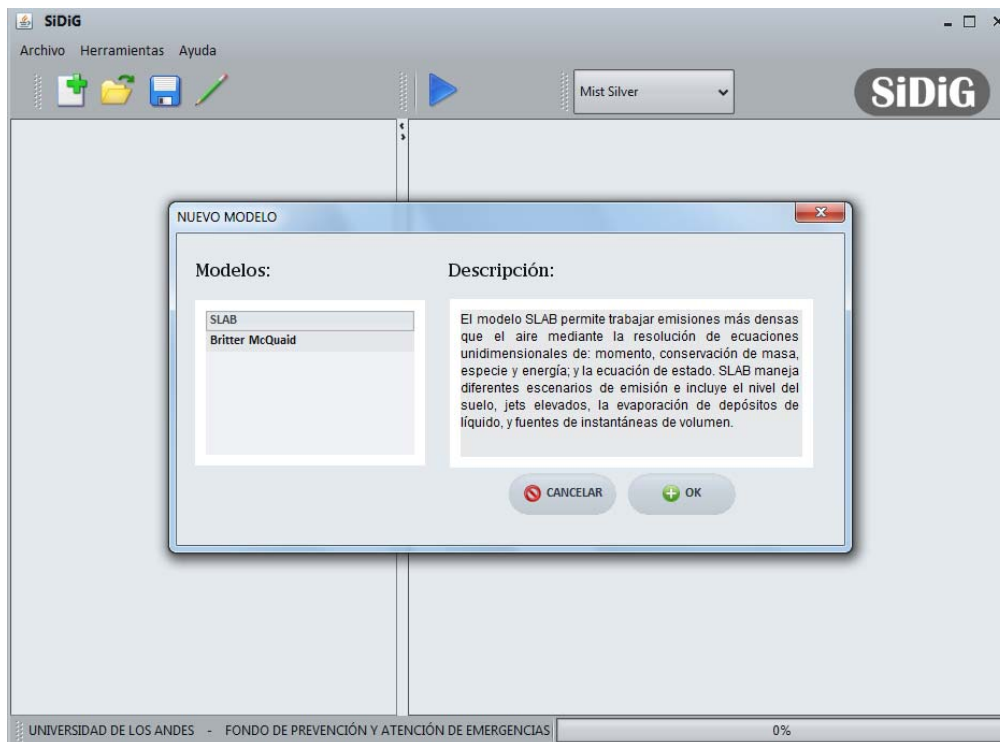 SiDiG
Archivo Herramientas Ayuda
Mist Silver
SiDiG
NUEVO MODELO
Modelos:
SLAB
Britter McQuaid
Descripción:
El modelo SLAB permite trabajar emisiones más densas
que el aire mediante la resolución de ecuaciones
unidimensionales de: momento, conservación de masa,
especie y energía; y la ecuación de estado. SLAB maneja
diferentes escenarios de emisión e incluye el nivel del
suelo, jets elevados, la evaporación de depósitos de
líquido, y fuentes de instantáneas de volumen.
CANCELAR
OK
UNIVERSIDAD DE LOS ANDES - FONDO DE PREVENCIÓN Y ATENCIÓN DE EMERGENCIAS
0%